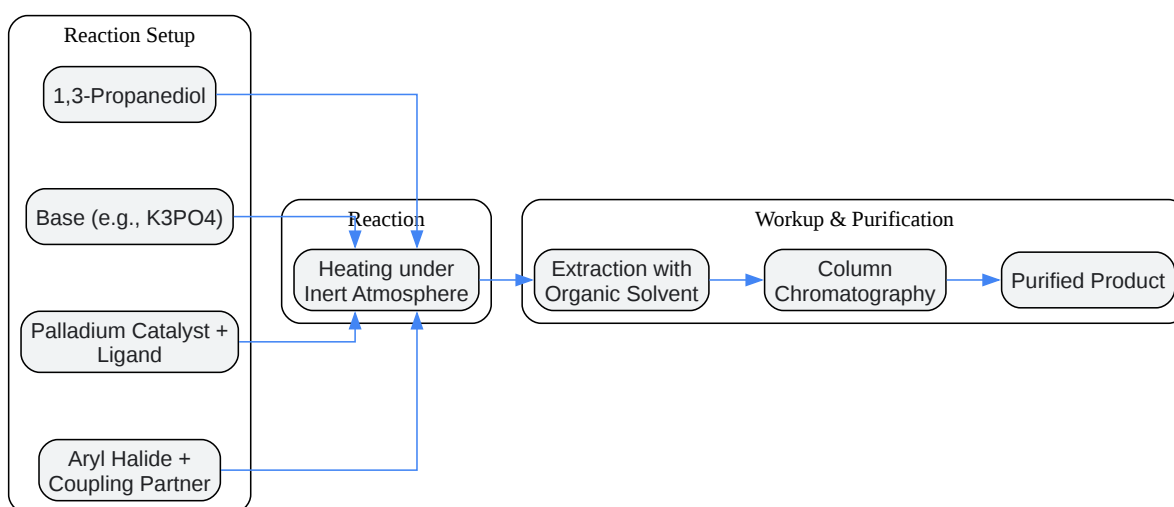 Reaction Setup
1,3-Propanediol
Base (e.g., K3PO4)
Palladium Catalyst +
Ligand
Aryl Halide +
Coupling Partner
Reaction
Heating under
Inert Atmosphere
Workup & Purification
Extraction with
Organic Solvent
Column
Chromatography
Purified Product